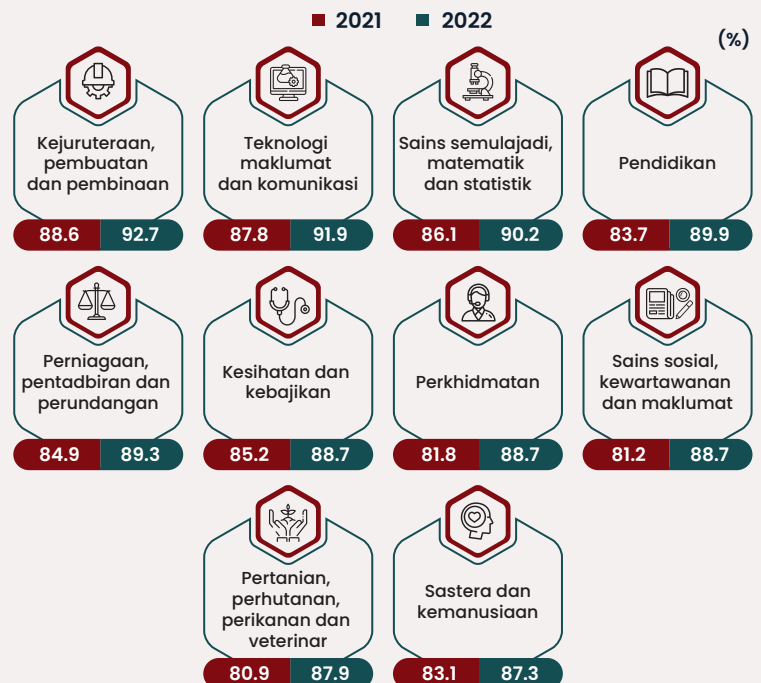 2021 2022
(%)
Kejuruteraan,
pembuatan
dan pembinaan
88.6 92.7
Teknologi
maklumat
dan komunikasi
87.8 91.9
Sains semulajadi,
matematik
dan statistik
86.1 90.2
Pendidikan
83.7 89.9
Perniagaan,
pentadbiran dan
perundangan
84.9 89.3
Kesihatan dan
kebajikan
85.2 88.7
Perkhidmatan
81.8 88.7
Sains sosial,
kewartawanan
dan maklumat
81.2 88.7
Pertanian,
perhutanan,
perikanan dan
veterinar
80.9 87.9
Sastera dan
kemanusiaan
83.1 87.3